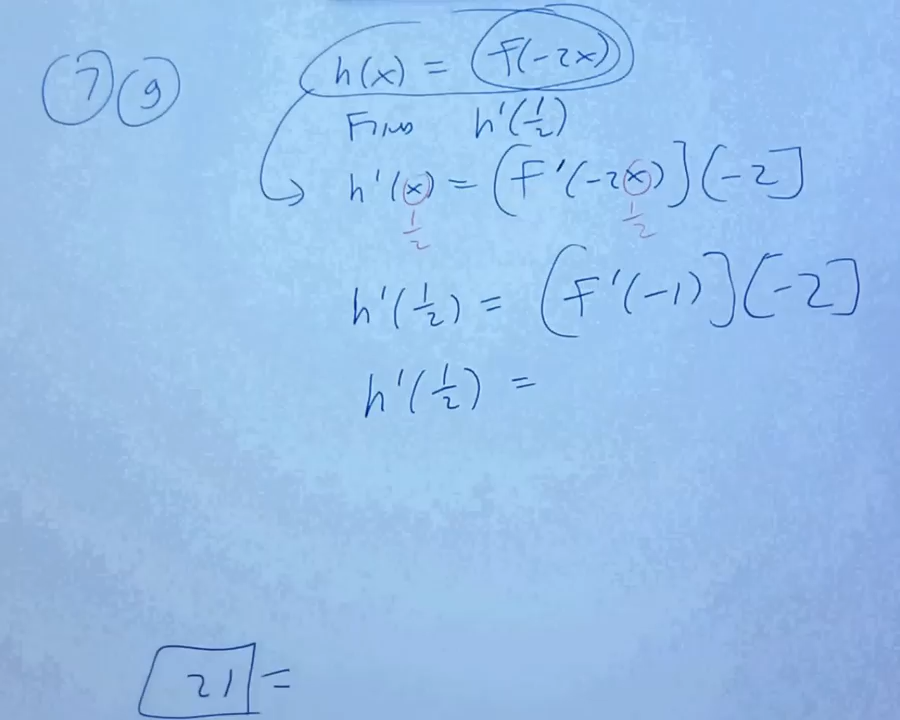 7 9
h(x) = f(-2x)
Find h'(1/2)
h'(x) = (f'(-2x)](-2]
1/2 1/2
h'(1/2) = (f'(-1)](-2]
h'(1/2) =
21 =